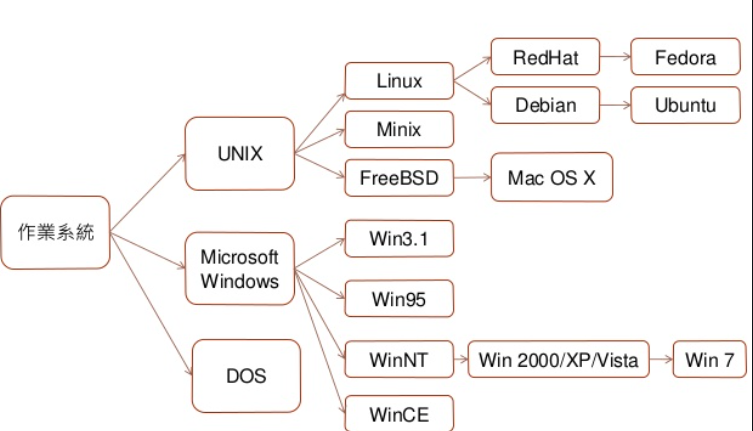 作業系統
UNIX
Linux
RedHat
Fedora
Debian
Ubuntu
Minix
FreeBSD
Mac OS X
Microsoft
Windows
Win3.1
Win95
WinNT
Win 2000/XP/Vista
Win 7
WinCE
DOS